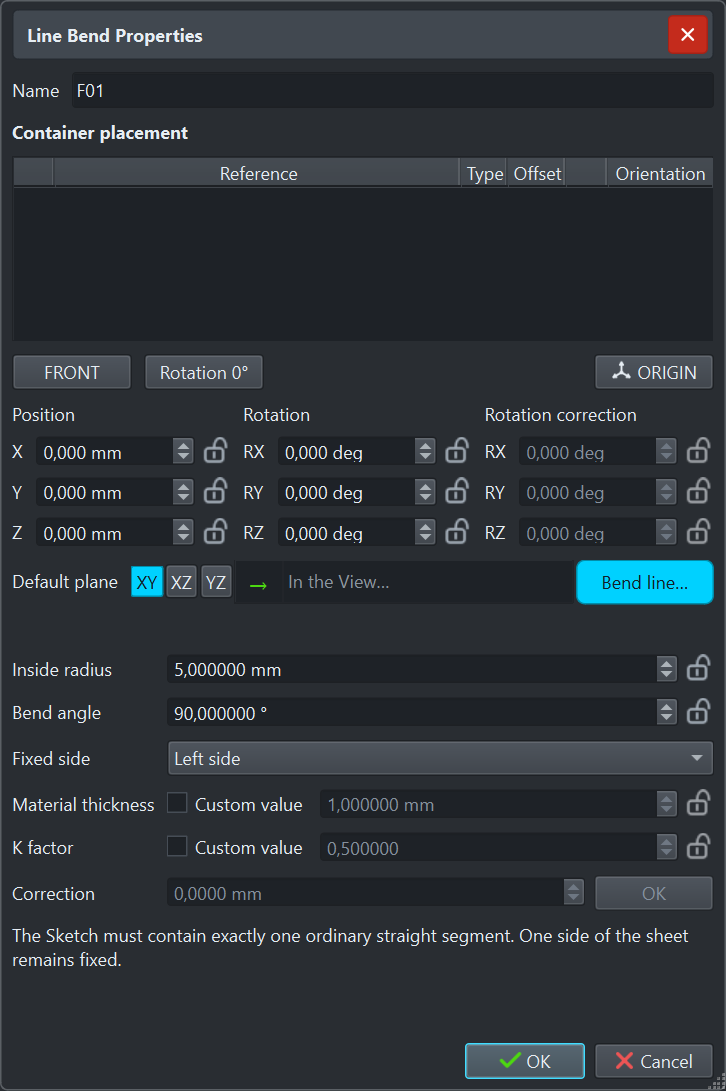 Line Bend Properties
Name F01
Container placement
Reference Type Offset Orientation
FRONT Rotation 0° ORIGIN
Position Rotation Rotation correction
X 0,000 mm RX 0,000 deg RX 0,000 deg
Y 0,000 mm RY 0,000 deg RY 0,000 deg
Z 0,000 mm RZ 0,000 deg RZ 0,000 deg
Default plane XY XZ YZ → In the View... Bend line...
Inside radius 5,000000 mm
Bend angle 90,000000 °
Fixed side Left side
Material thickness Custom value 1,000000 mm
K factor Custom value 0,500000
Correction 0,0000 mm OK
The Sketch must contain exactly one ordinary straight segment. One side of the sheet
remains fixed.
OK Cancel